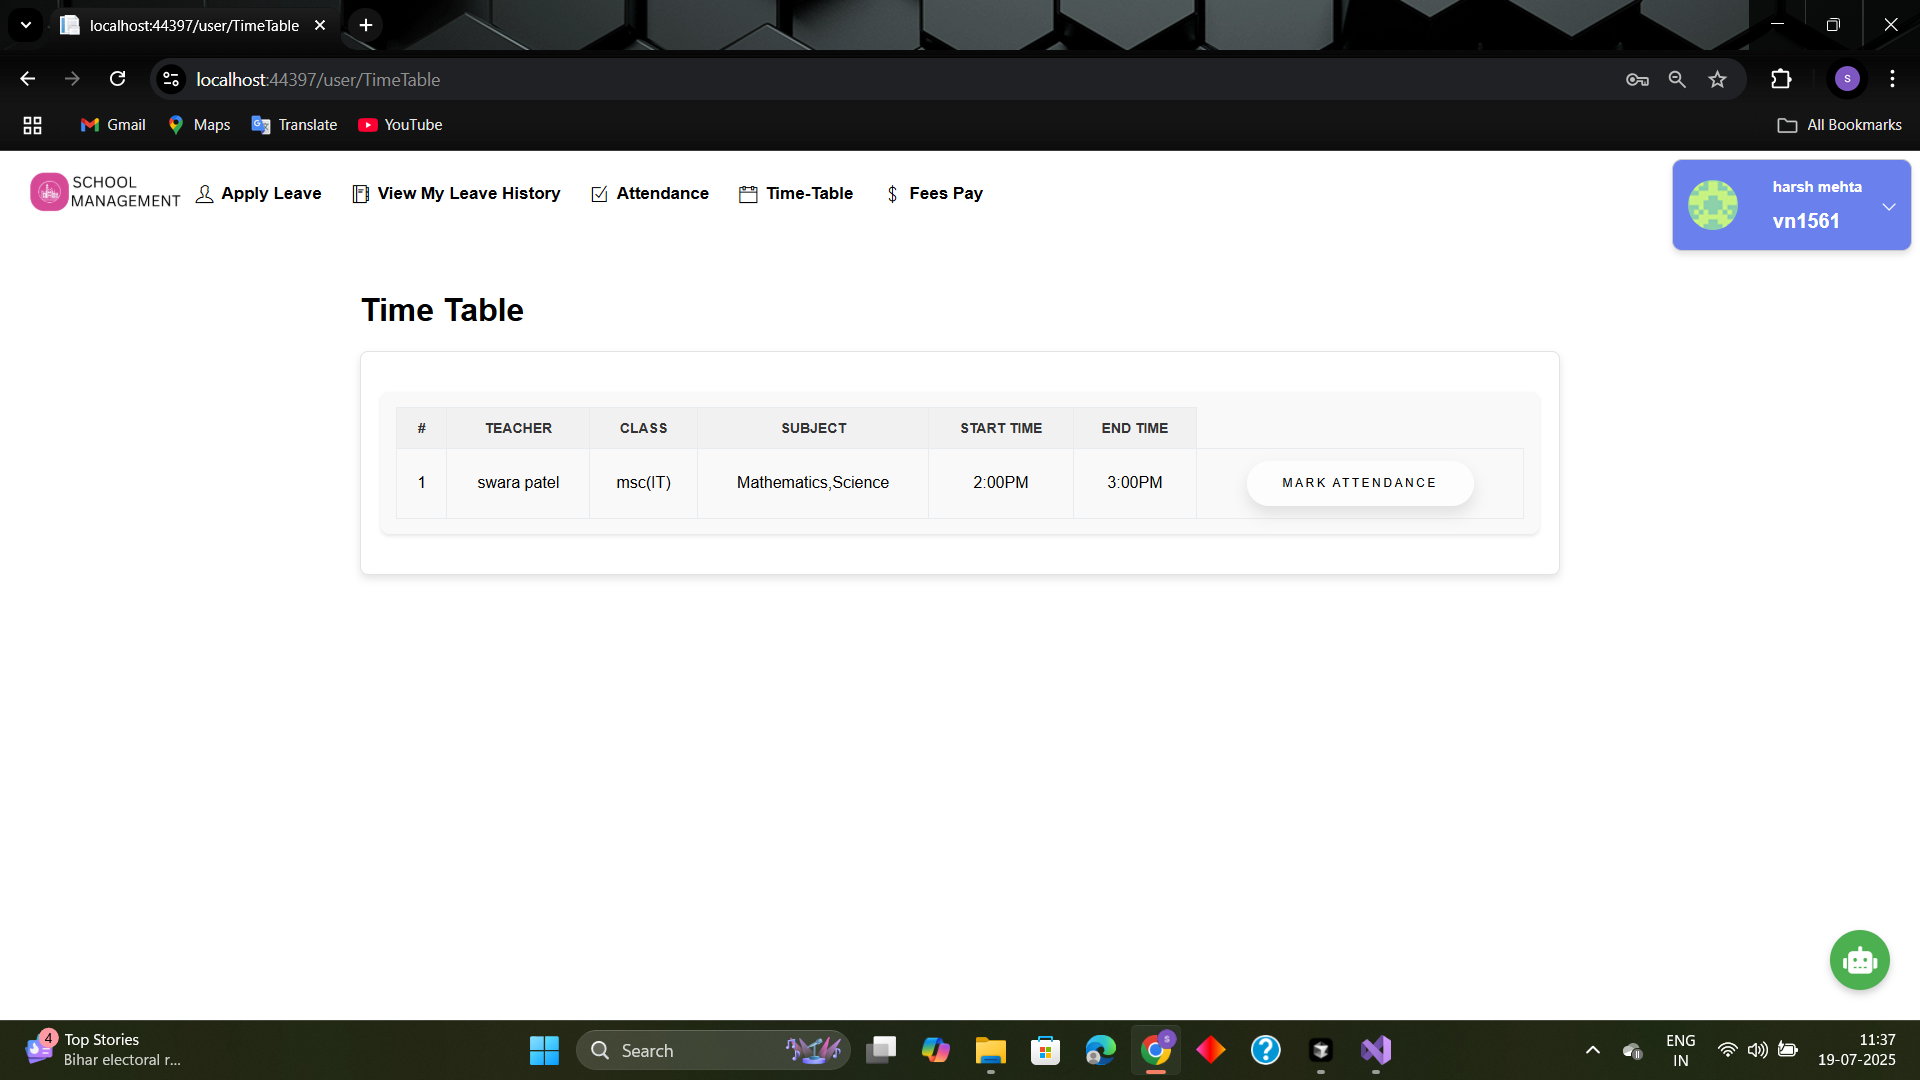 localhost:44397/user/TimeTable
localhost:44397/user/TimeTable
S
Gmail
Maps
Translate
YouTube
All Bookmarks
SCHOOL
MANAGEMENT
Apply Leave
View My Leave History
Attendance
Time-Table
$ Fees Pay
harsh mehta
vn1561
Time Table
# TEACHER CLASS SUBJECT START TIME END TIME
1 swara patel msc(IT) Mathematics,Science 2:00PM 3:00PM MARK ATTENDANCE
4
Top Stories
Bihar electoral r...
Search
S
?
ENG
IN
11:37
19-07-2025